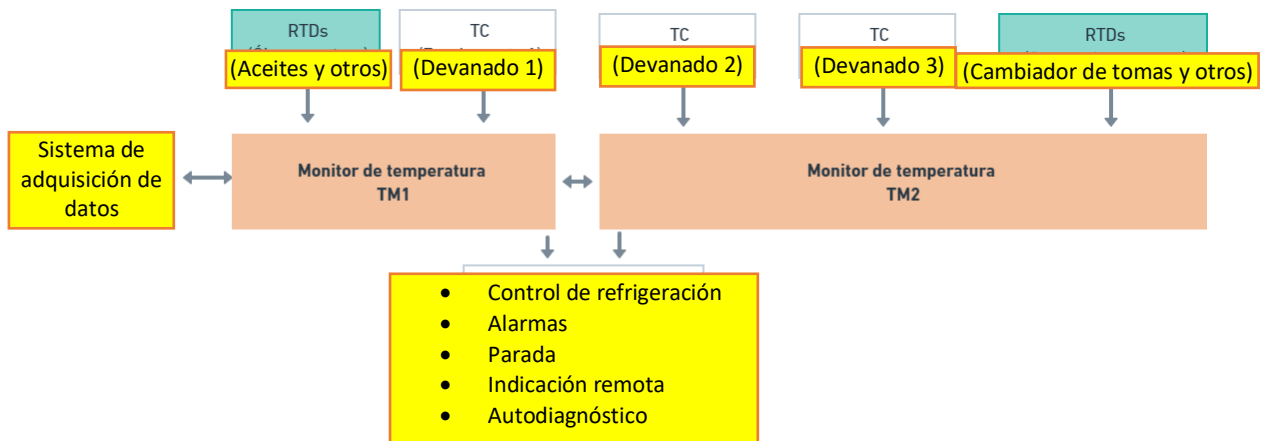 RTDs
(Aceites y otros)
TC
(Devanado 1)
TC
(Devanado 2)
TC
(Devanado 3)
RTDs
(Cambiador de tomas y otros)
Sistema de
adquisición de
datos
Monitor de temperatura
TM1
Monitor de temperatura
TM2
• Control de refrigeración
• Alarmas
• Parada
• Indicación remota
• Autodiagnóstico